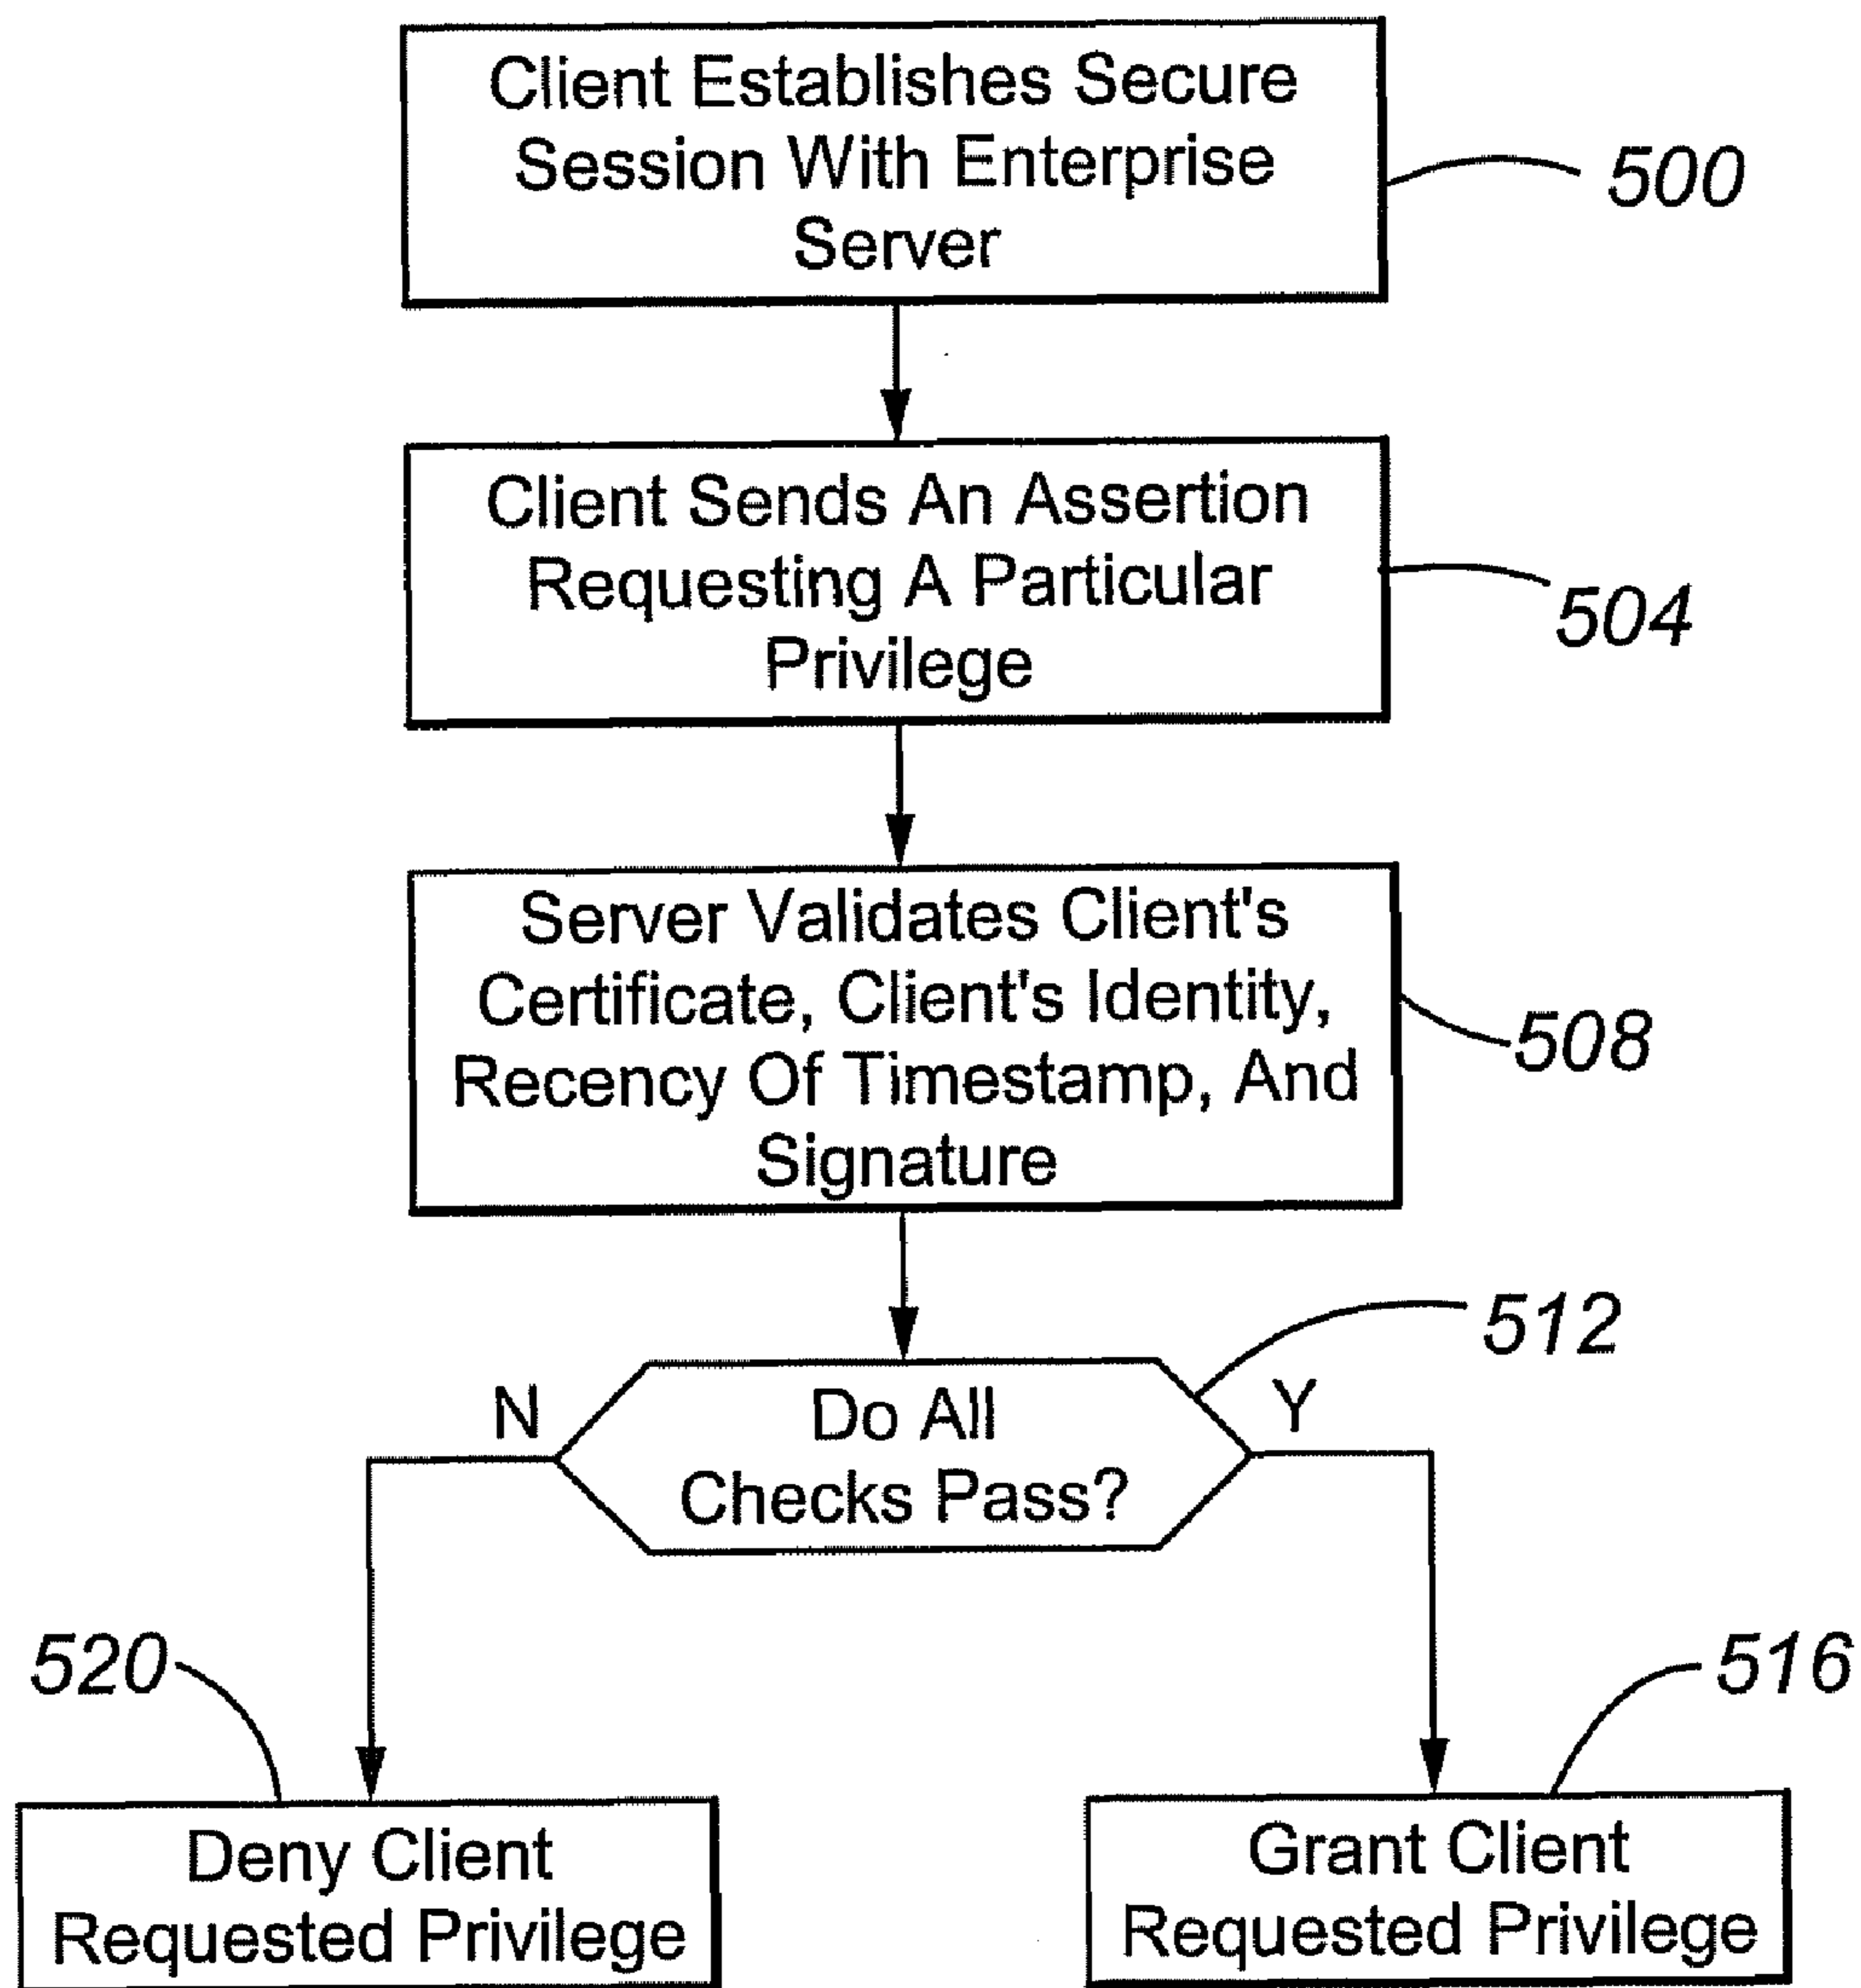 Client Establishes Secure
Session With Enterprise
Server
500
Client Sends An Assertion
Requesting A Particular
Privilege
504
Server Validates Client's
Certificate, Client's Identity,
Recency Of Timestamp, And
Signature
508
512
N
Do All
Checks Pass?
Y
520
516
Deny Client
Requested Privilege
Grant Client
Requested Privilege